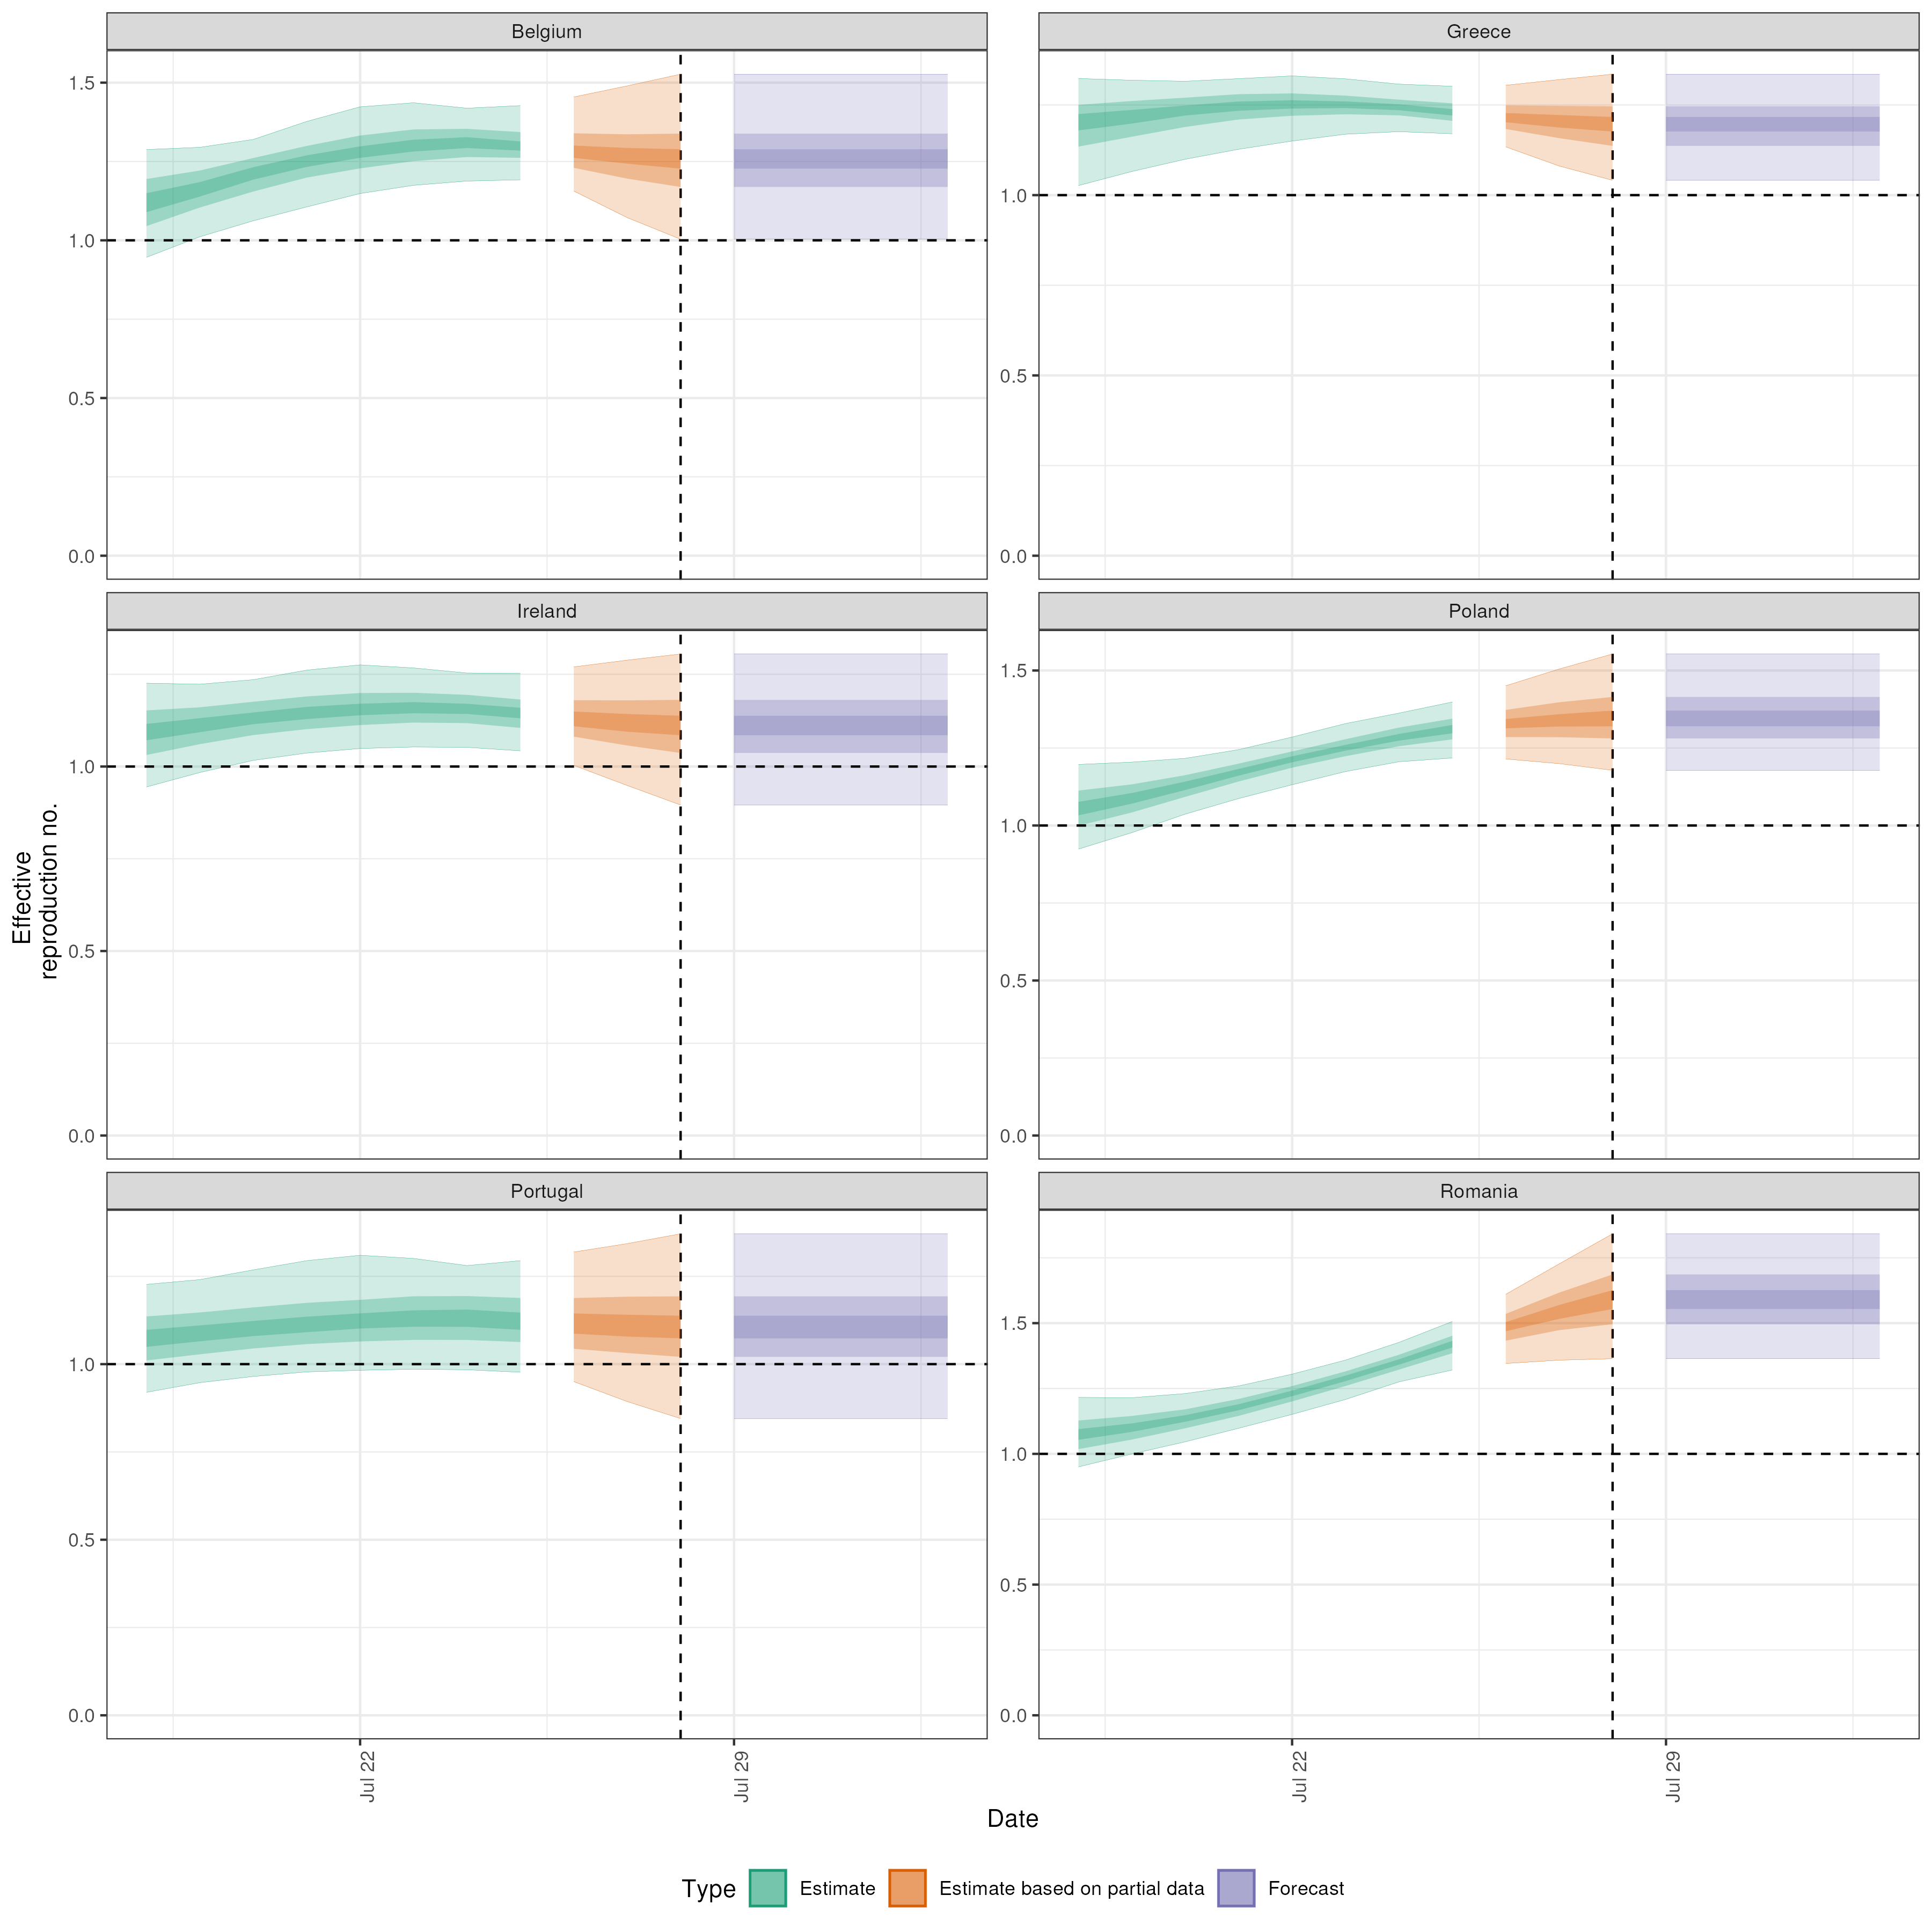 Belgium
Greece
1.5
1.0
0.5
0.0
1.0
0.5
0.0
Ireland
Poland
1.0
0.5
0.0
1.5
1.0
0.5
0.0
Effective
reproduction no.
Portugal
Romania
1.0
0.5
0.0
1.5
1.0
0.5
0.0
Jul 22
Jul 29
Jul 22
Jul 29
Date
Type
Estimate
Estimate based on partial data
Forecast